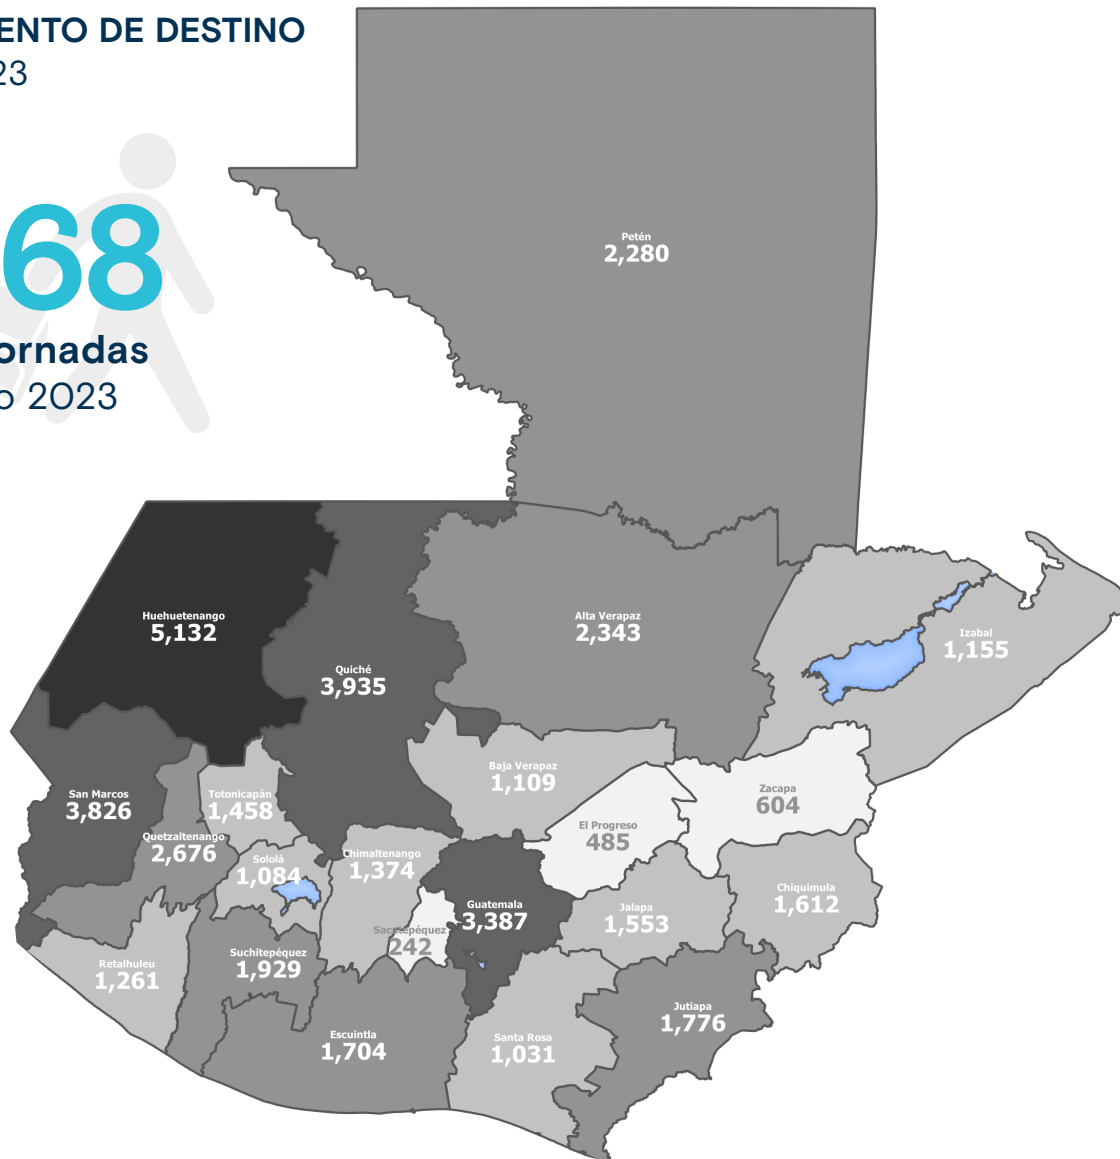 ENTO DE DESTINO
23
68
ornadas
o 2023
Petén
2,280
Huehuetenango
5,132
Alta Verapaz
2,343
Izabal
1,155
Quiché
3,935
Baja Verapaz
1,109
San Marcos
3,826
Totonicapán
1,458
Zacapa
604
El Progreso
485
Quetzaltenango
2,676
Sololá
1,084
Chimaltenango
1,374
Chiquimula
1,612
Guatemala
3,387
Jalapa
1,553
Sacatepéquez
242
Suchitepéquez
1,929
Retalhuleu
1,261
Jutiapa
1,776
Escuintla
1,704
Santa Rosa
1,031